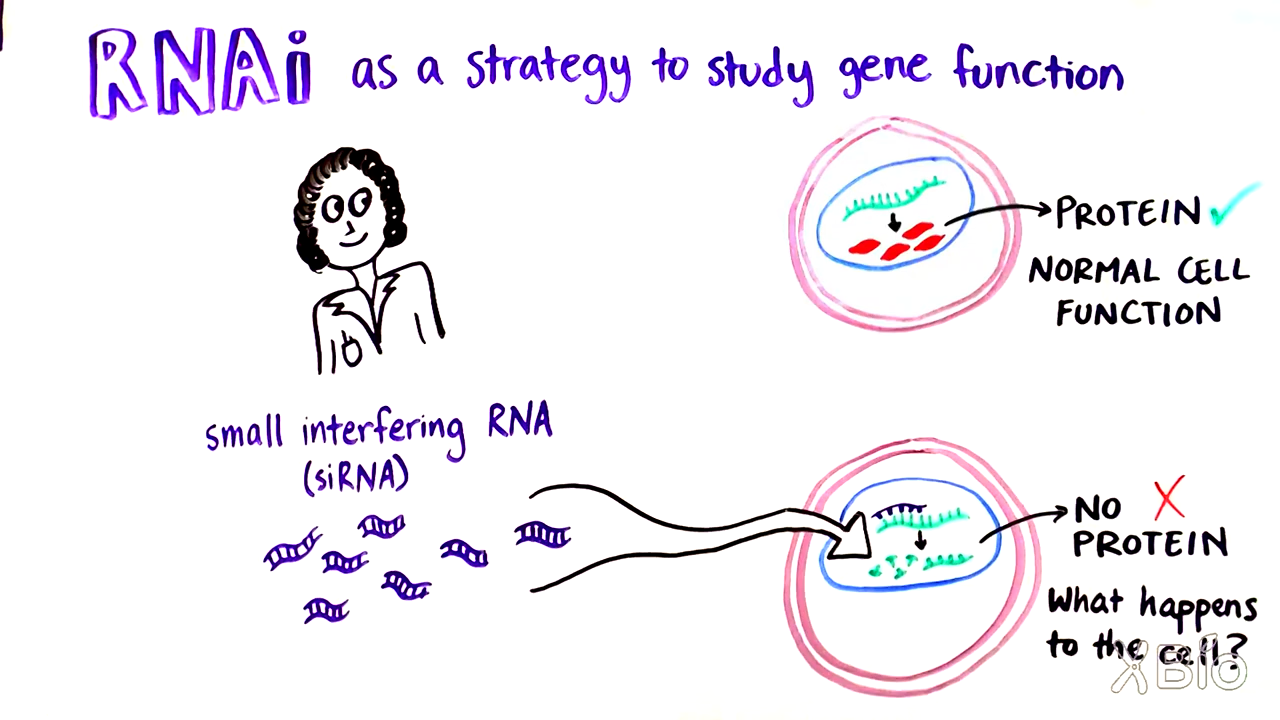 RNAi as a strategy to study gene function
PROTEIN ✓
NORMAL CELL
FUNCTION
small interfering RNA
(siRNA)
NO X
PROTEIN
What happens
to the cell?
XBio